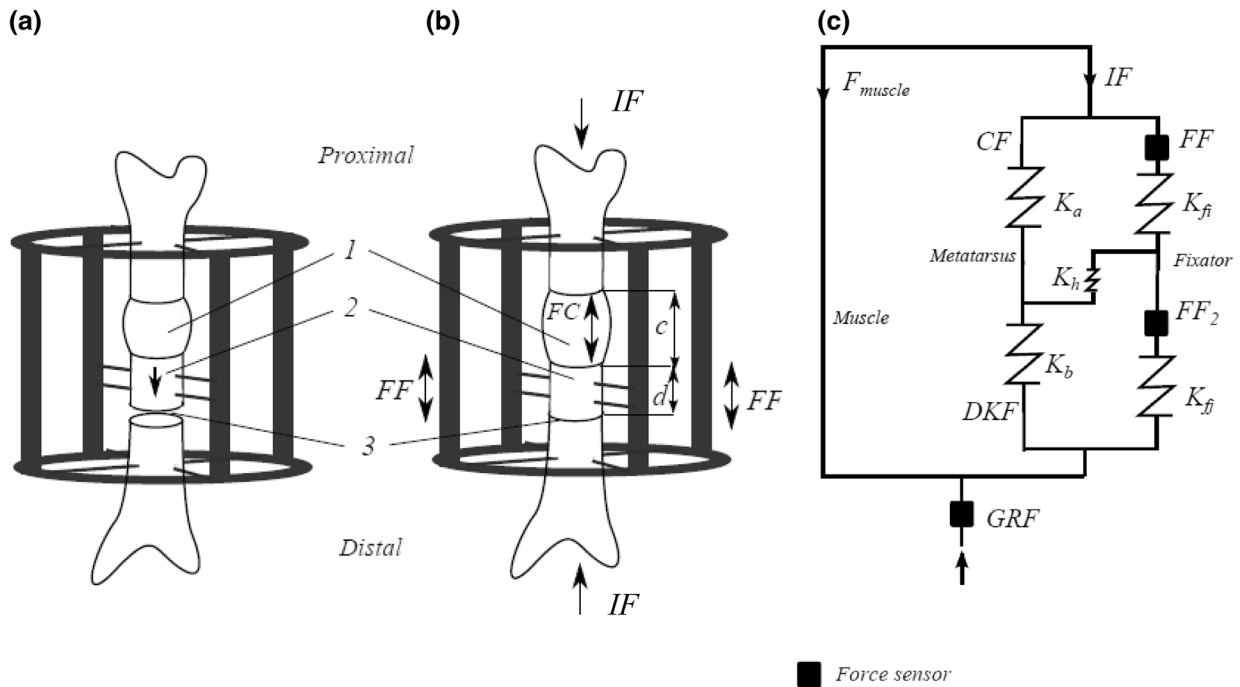 (a)
(b)
(c)
IF
Proximal
1
2
3
FC
c
d
FF
FF
Distal
IF
F_muscle
IF
CF
FF
K_a
K_fi
Metatarsus
K_h
Fixator
Muscle
FF_2
K_b
K_fj
DKF
GRF
Force sensor